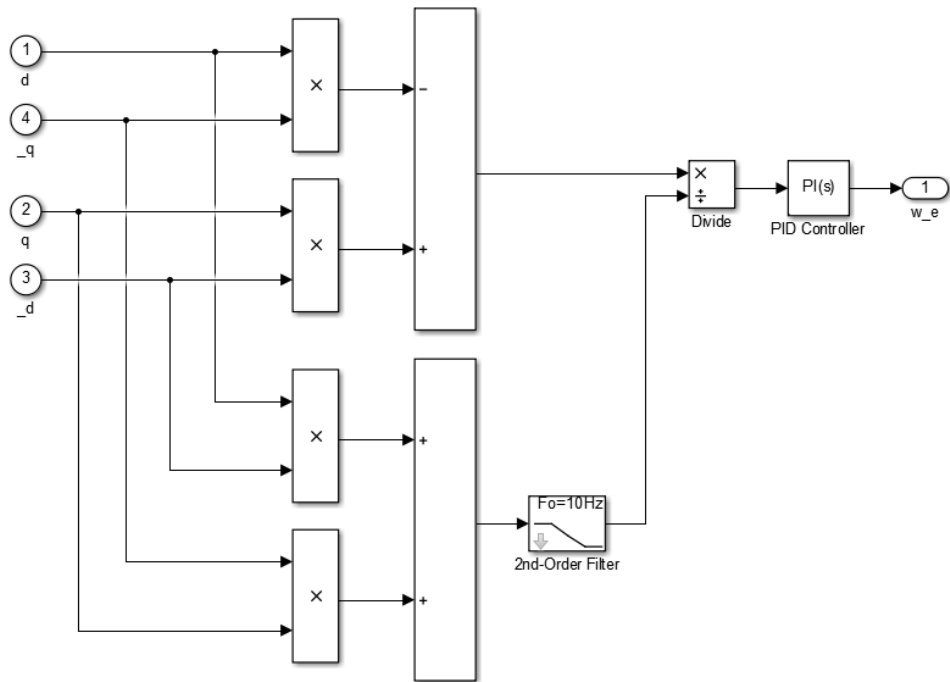 1
d
4
_q
2
q
3
_d
×
×
×
×
−
+
+
+
Fo=10Hz
2nd-Order Filter
×
÷
Divide
PI(s)
PID Controller
1
w_e